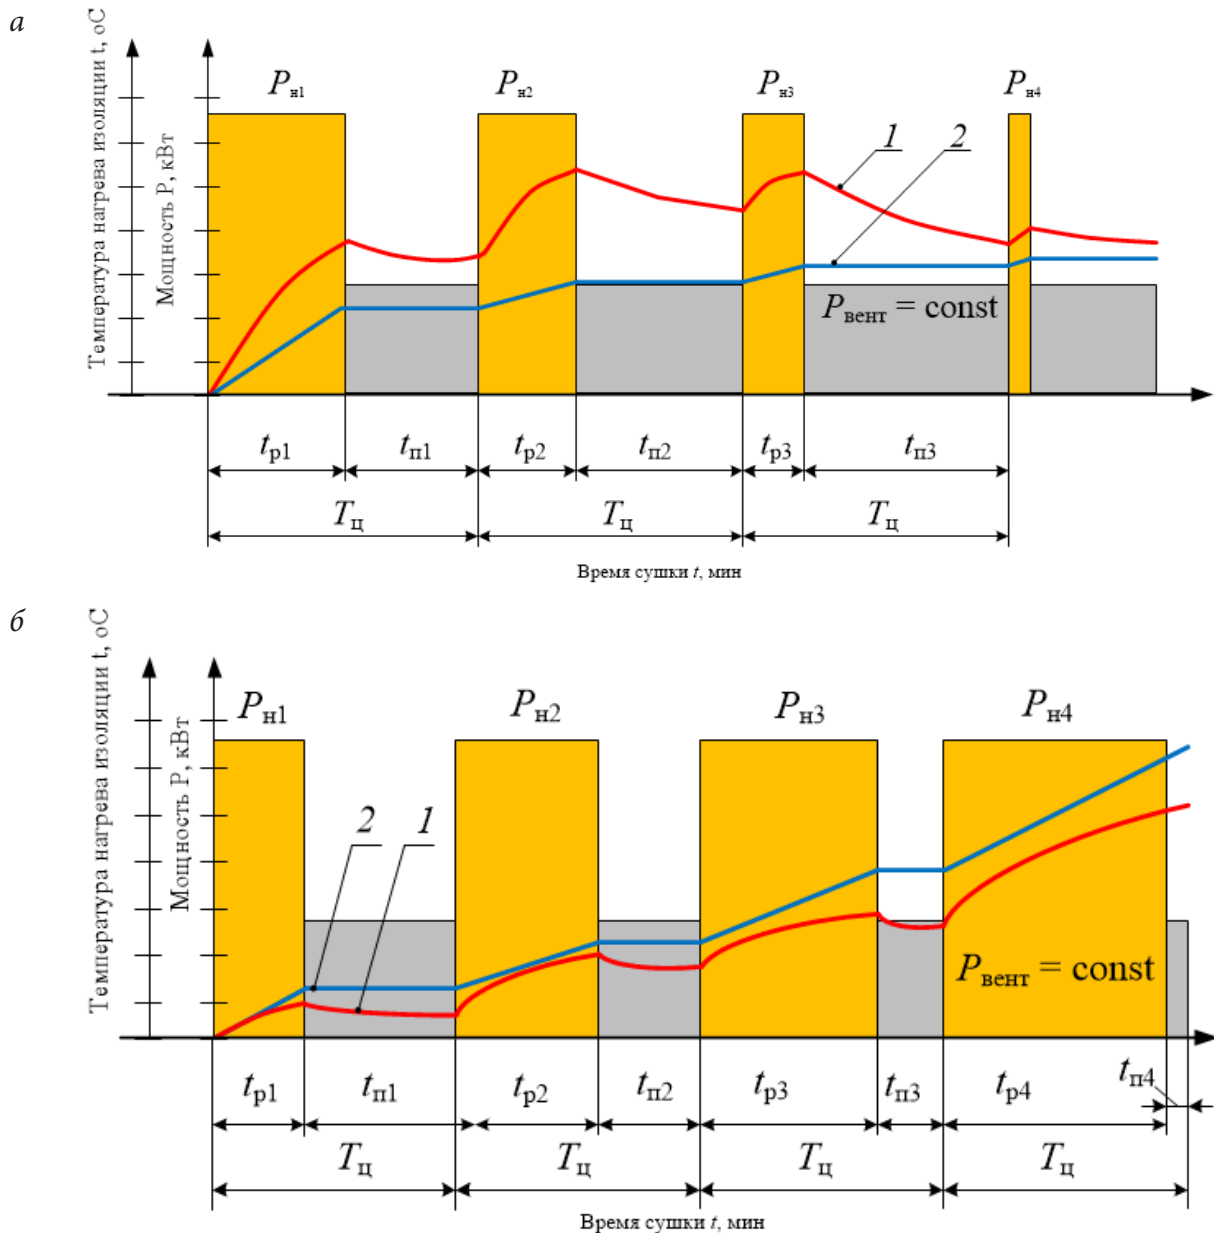 а
Температура нагрева изоляции t, оС
Мощность P, кВт
Pн1
Pн2
Pн3
Pн4
1
2
Pвент = const
tр1
tп1
tр2
tп2
tр3
tп3
Tц
Tц
Tц
Время сушки t, мин
б
Температура нагрева изоляции t, оС
Мощность P, кВт
Pн1
Pн2
Pн3
Pн4
2
1
Pвент = const
tр1
tп1
tр2
tп2
tр3
tп3
tр4
tп4
Tц
Tц
Tц
Tц
Время сушки t, мин